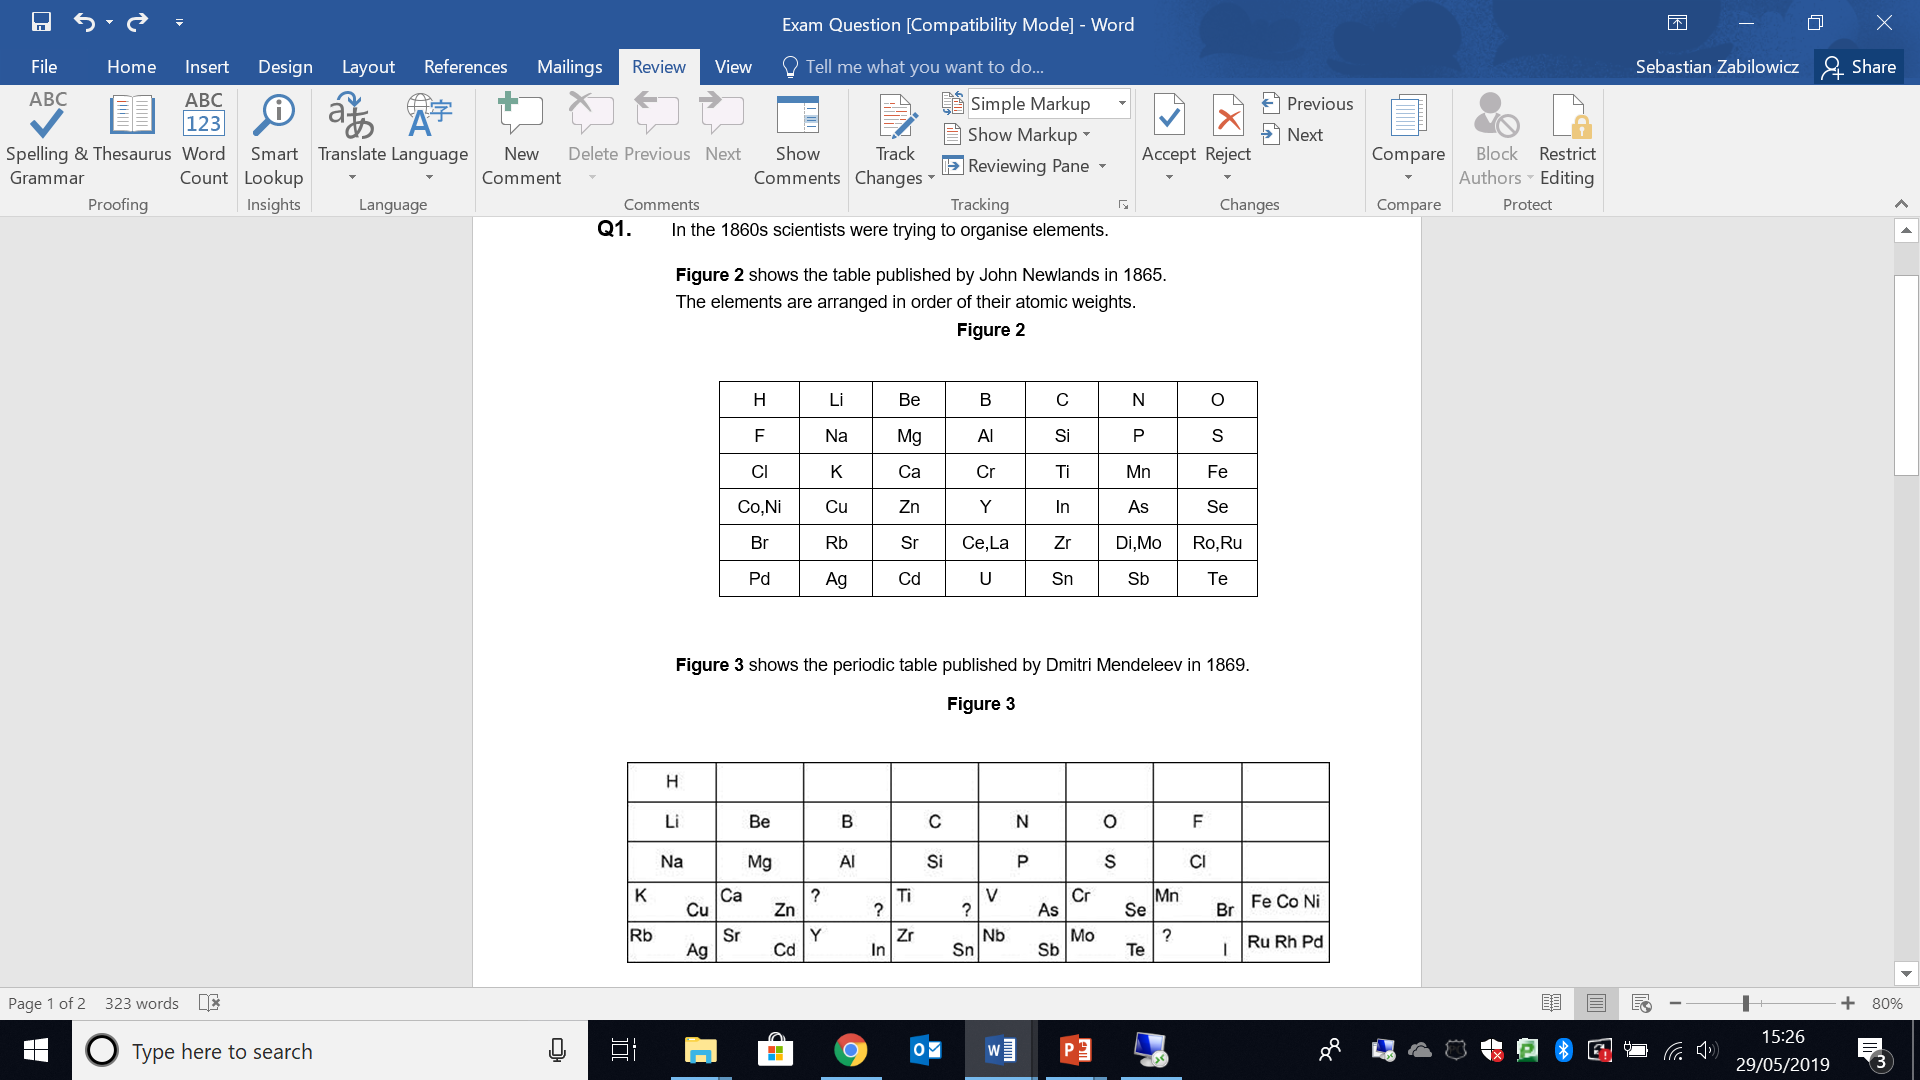 Exam Question [Compatibility Mode] - Word
File Home Insert Design Layout References Mailings Review View Tell me what you want to do... Sebastian Zabilowicz Share
ABC Spelling & Grammar
Thesaurus
ABC 123 Word Count
Proofing
Smart Lookup
Insights
Translate
Language
Language
New Comment
Delete
Previous
Next
Show Comments
Comments
Track Changes
Simple Markup
Show Markup
Reviewing Pane
Tracking
Accept
Reject
Previous
Next
Changes
Compare
Compare
Block Authors
Restrict Editing
Protect
Q1. In the 1860s scientists were trying to organise elements.
Figure 2 shows the table published by John Newlands in 1865.
The elements are arranged in order of their atomic weights.
Figure 2
H Li Be B C N O
F Na Mg Al Si P S
Cl K Ca Cr Ti Mn Fe
Co,Ni Cu Zn Y In As Se
Br Rb Sr Ce,La Zr Di,Mo Ro,Ru
Pd Ag Cd U Sn Sb Te
Figure 3 shows the periodic table published by Dmitri Mendeleev in 1869.
Figure 3
H
Li Be B C N O F
Na Mg Al Si P S Cl
K Cu Ca Zn ? ? Ti ? V As Cr Se Mn Br Fe Co Ni
Rb Ag Sr Cd Y In Zr Sn Nb Sb Mo Te ? I Ru Rh Pd
Page 1 of 2 323 words 80%
Type here to search
15:26
29/05/2019
3